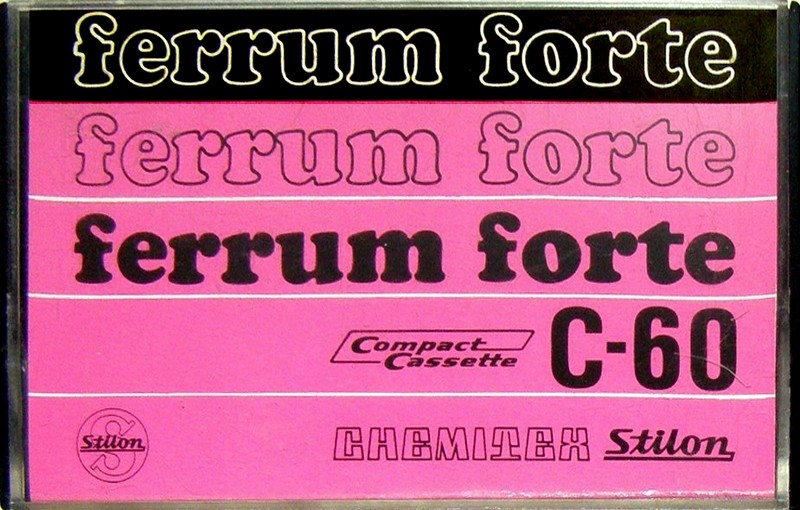 ferrum forte
ferrum forte
ferrum forte
Compact Cassette
C-60
S
Stilon
CHEMITEX Stilon